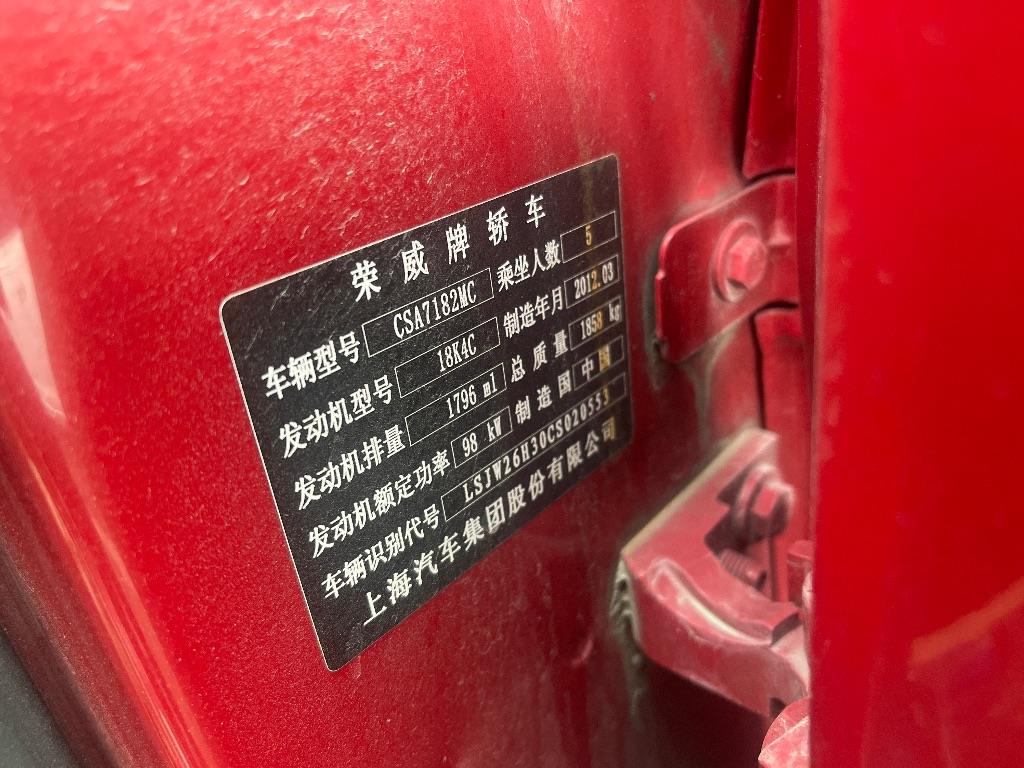 荣威牌轿车
车辆型号 CSA7182MC 乘坐人数 5
发动机型号 18K4C 制造年月 2012.03
发动机排量 1796 ml 总质量 1858 kg
发动机额定功率 98 kW 制造国 中国
车辆识别代号 LSJW26H30CS020553
上海汽车集团股份有限公司